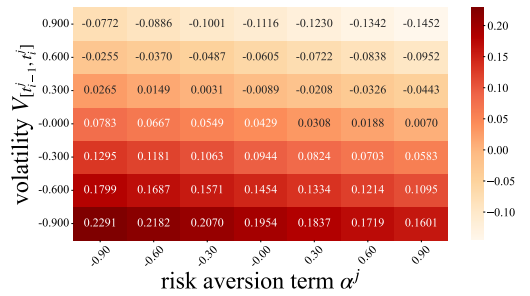 0.900 -0.0772 -0.0886 -0.1001 -0.1116 -0.1230 -0.1342 -0.1452
0.600 -0.0255 -0.0370 -0.0487 -0.0605 -0.0722 -0.0838 -0.0952
0.300 0.0265 0.0149 0.0031 -0.0089 -0.0208 -0.0326 -0.0443
-0.000 0.0783 0.0667 0.0549 0.0429 0.0308 0.0188 0.0070
-0.300 0.1295 0.1181 0.1063 0.0944 0.0824 0.0703 0.0583
-0.600 0.1799 0.1687 0.1571 0.1454 0.1334 0.1214 0.1095
-0.900 0.2291 0.2182 0.2070 0.1954 0.1837 0.1719 0.1601
-0.90 -0.60 -0.30 -0.00 0.30 0.60 0.90
risk aversion term α^j
volatility V_{[t^j_{i-1}, t^j_i]}
0.20
0.15
0.10
0.05
0.00
−0.05
−0.10